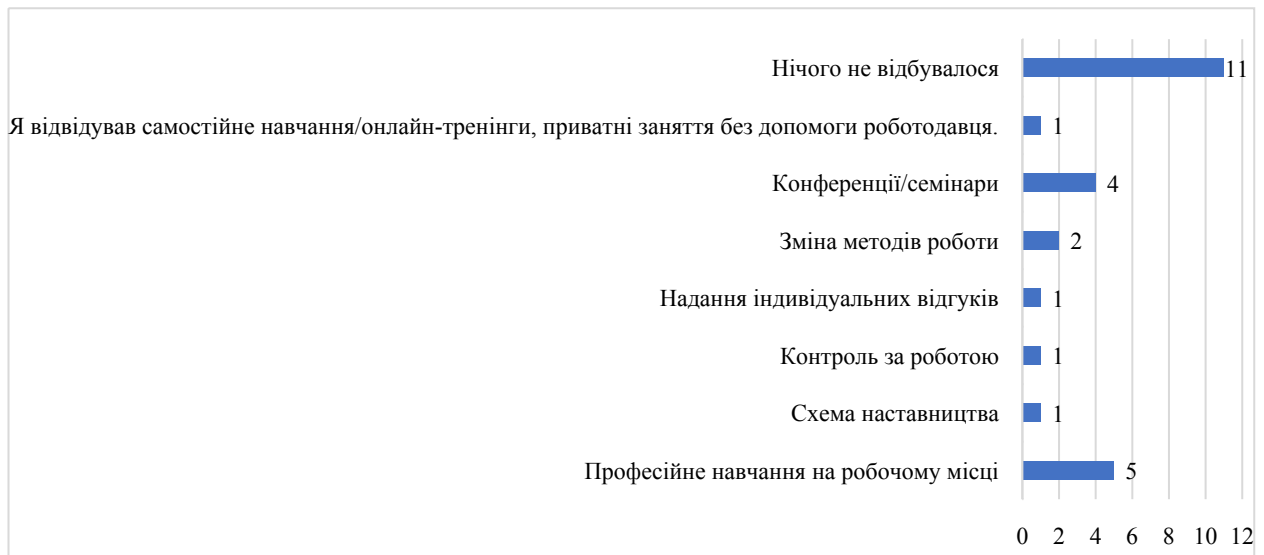 Нічого не відбувалося
11
Я відвідував самостійне навчання/онлайн-тренінги, приватні заняття без допомоги роботодавця.
1
Конференції/семінари
4
Зміна методів роботи
2
Надання індивідуальних відгуків
1
Контроль за роботою
1
Схема наставництва
1
Професійне навчання на робочому місці
5
0 2 4 6 8 10 12